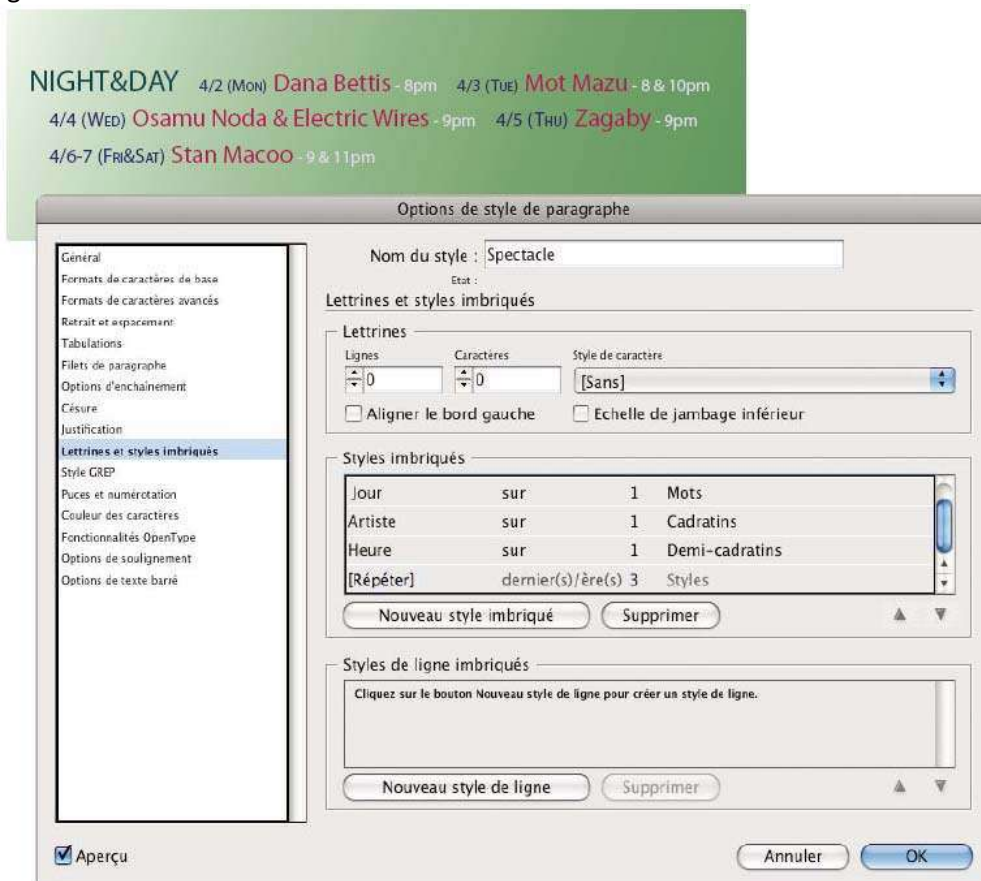 g
NIGHT&DAY 4/2 (MON) Dana Bettis - 8pm 4/3 (TUE) Mot Mazu - 8 & 10pm
4/4 (WED) Osamu Noda & Electric Wires - 9pm 4/5 (THU) Zagaby - 9pm
4/6-7 (FRI&SAT) Stan Macoo - 9 & 11pm
Options de style de paragraphe
Général
Formats de caractères de base
Formats de caractères avancés
Retrait et espacement
Tabulations
Filets de paragraphe
Options d'enchaînement
Césure
Justification
Lettrines et styles imbriqués
Style GREP
Puces et numérotation
Couleur des caractères
Fonctionnalités OpenType
Options de soulignement
Options de texte barré
Nom du style : Spectacle
Etat :
Lettrines et styles imbriqués
Lettrines
Lignes Caractères Style de caractère
0 0 [Sans]
Aligner le bord gauche Echelle de jambage inférieur
Styles imbriqués
Jour sur 1 Mots
Artiste sur 1 Cadratins
Heure sur 1 Demi-cadratins
[Répéter] dernier(s)/ère(s) 3 Styles
Nouveau style imbriqué Supprimer
Styles de ligne imbriqués
Cliquez sur le bouton Nouveau style de ligne pour créer un style de ligne.
Nouveau style de ligne Supprimer
Aperçu Annuler OK